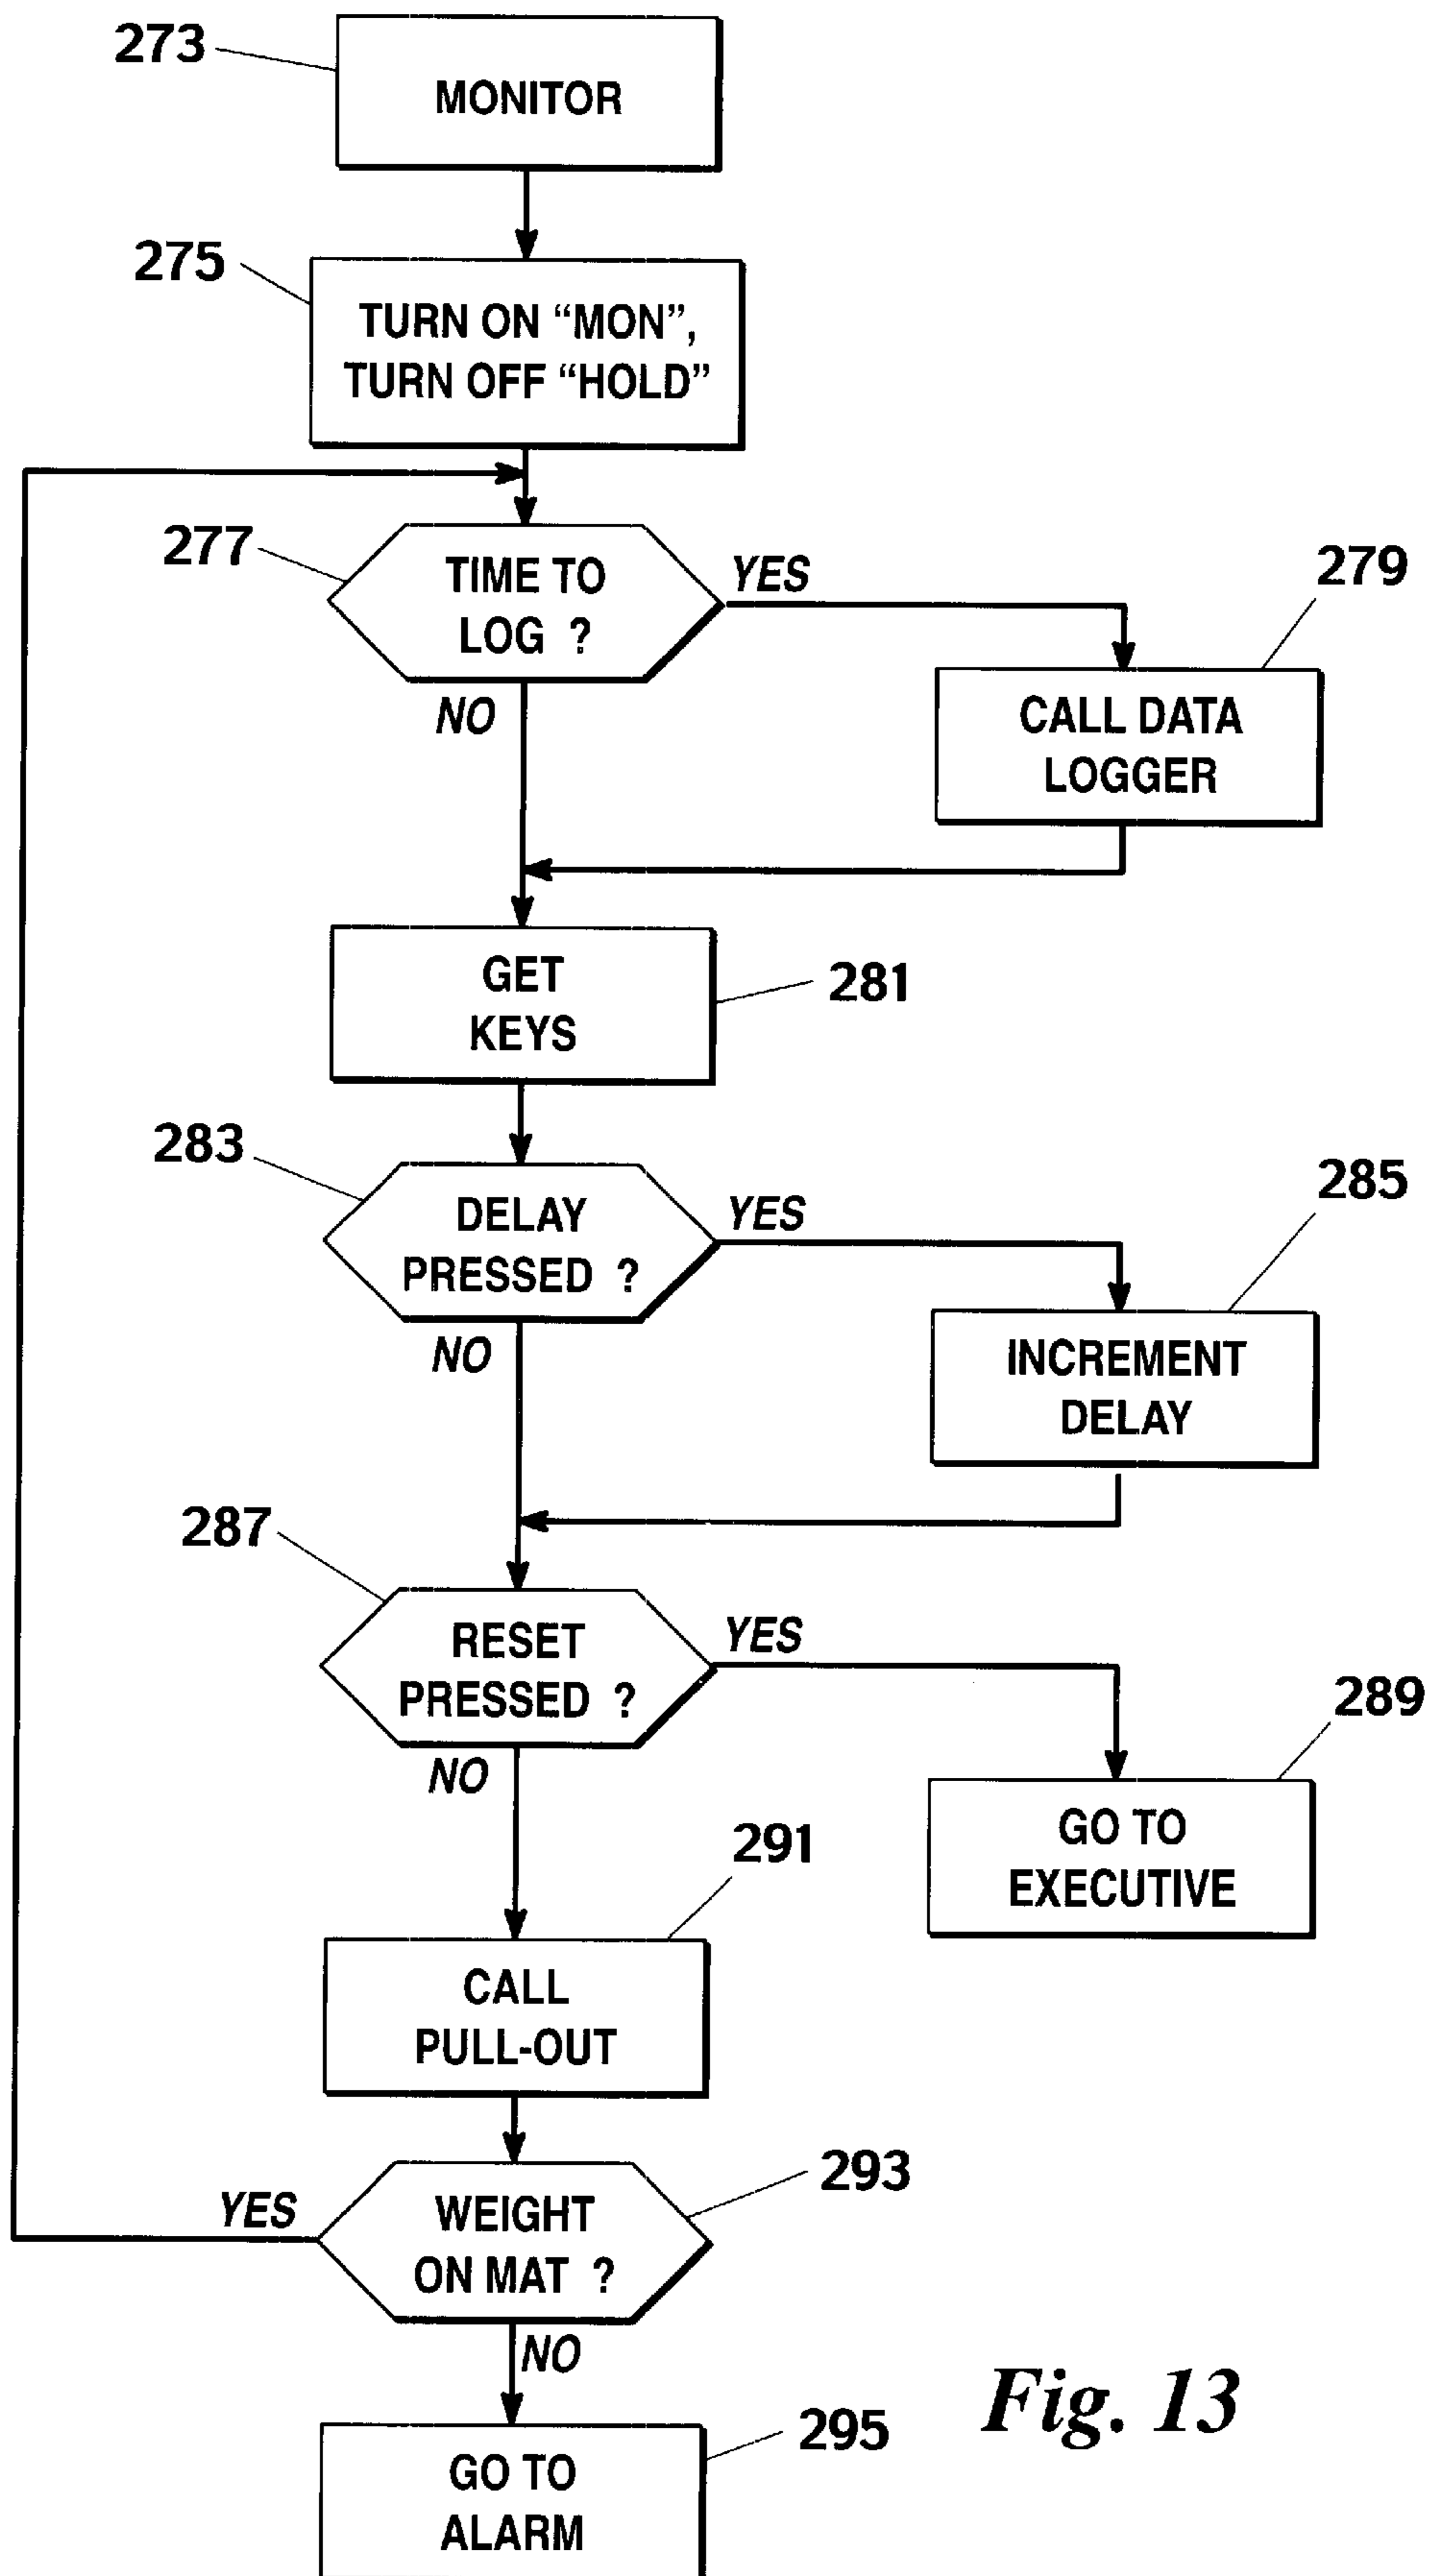 273
MONITOR
275
TURN ON “MON”,
TURN OFF “HOLD”
277
TIME TO
LOG ?
YES
NO
279
CALL DATA
LOGGER
GET
KEYS
281
283
DELAY
PRESSED ?
YES
NO
285
INCREMENT
DELAY
287
RESET
PRESSED ?
YES
NO
289
GO TO
EXECUTIVE
291
CALL
PULL-OUT
293
YES
WEIGHT
ON MAT ?
NO
295
GO TO
ALARM
Fig. 13